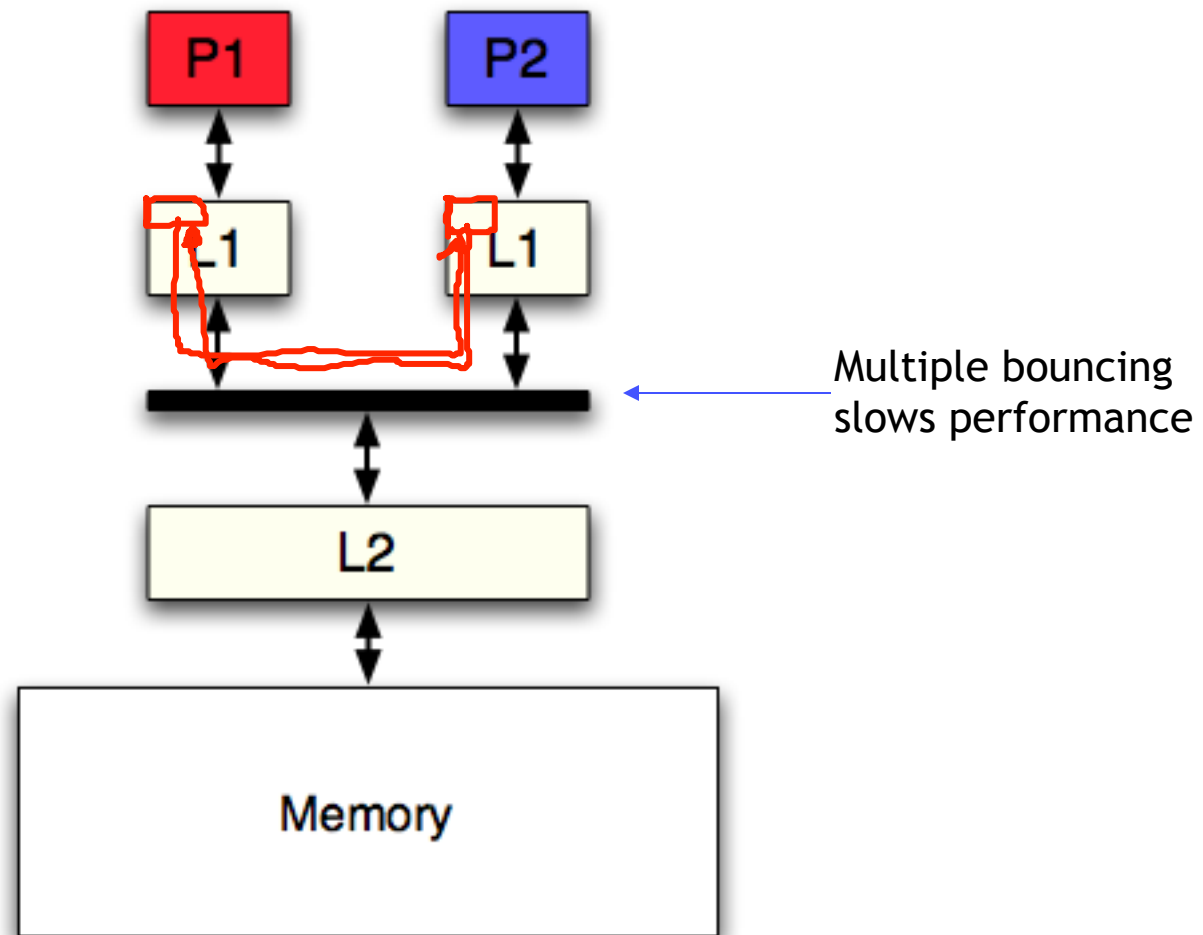 P1
P2
L1
L1
Multiple bouncing
slows performance
L2
Memory